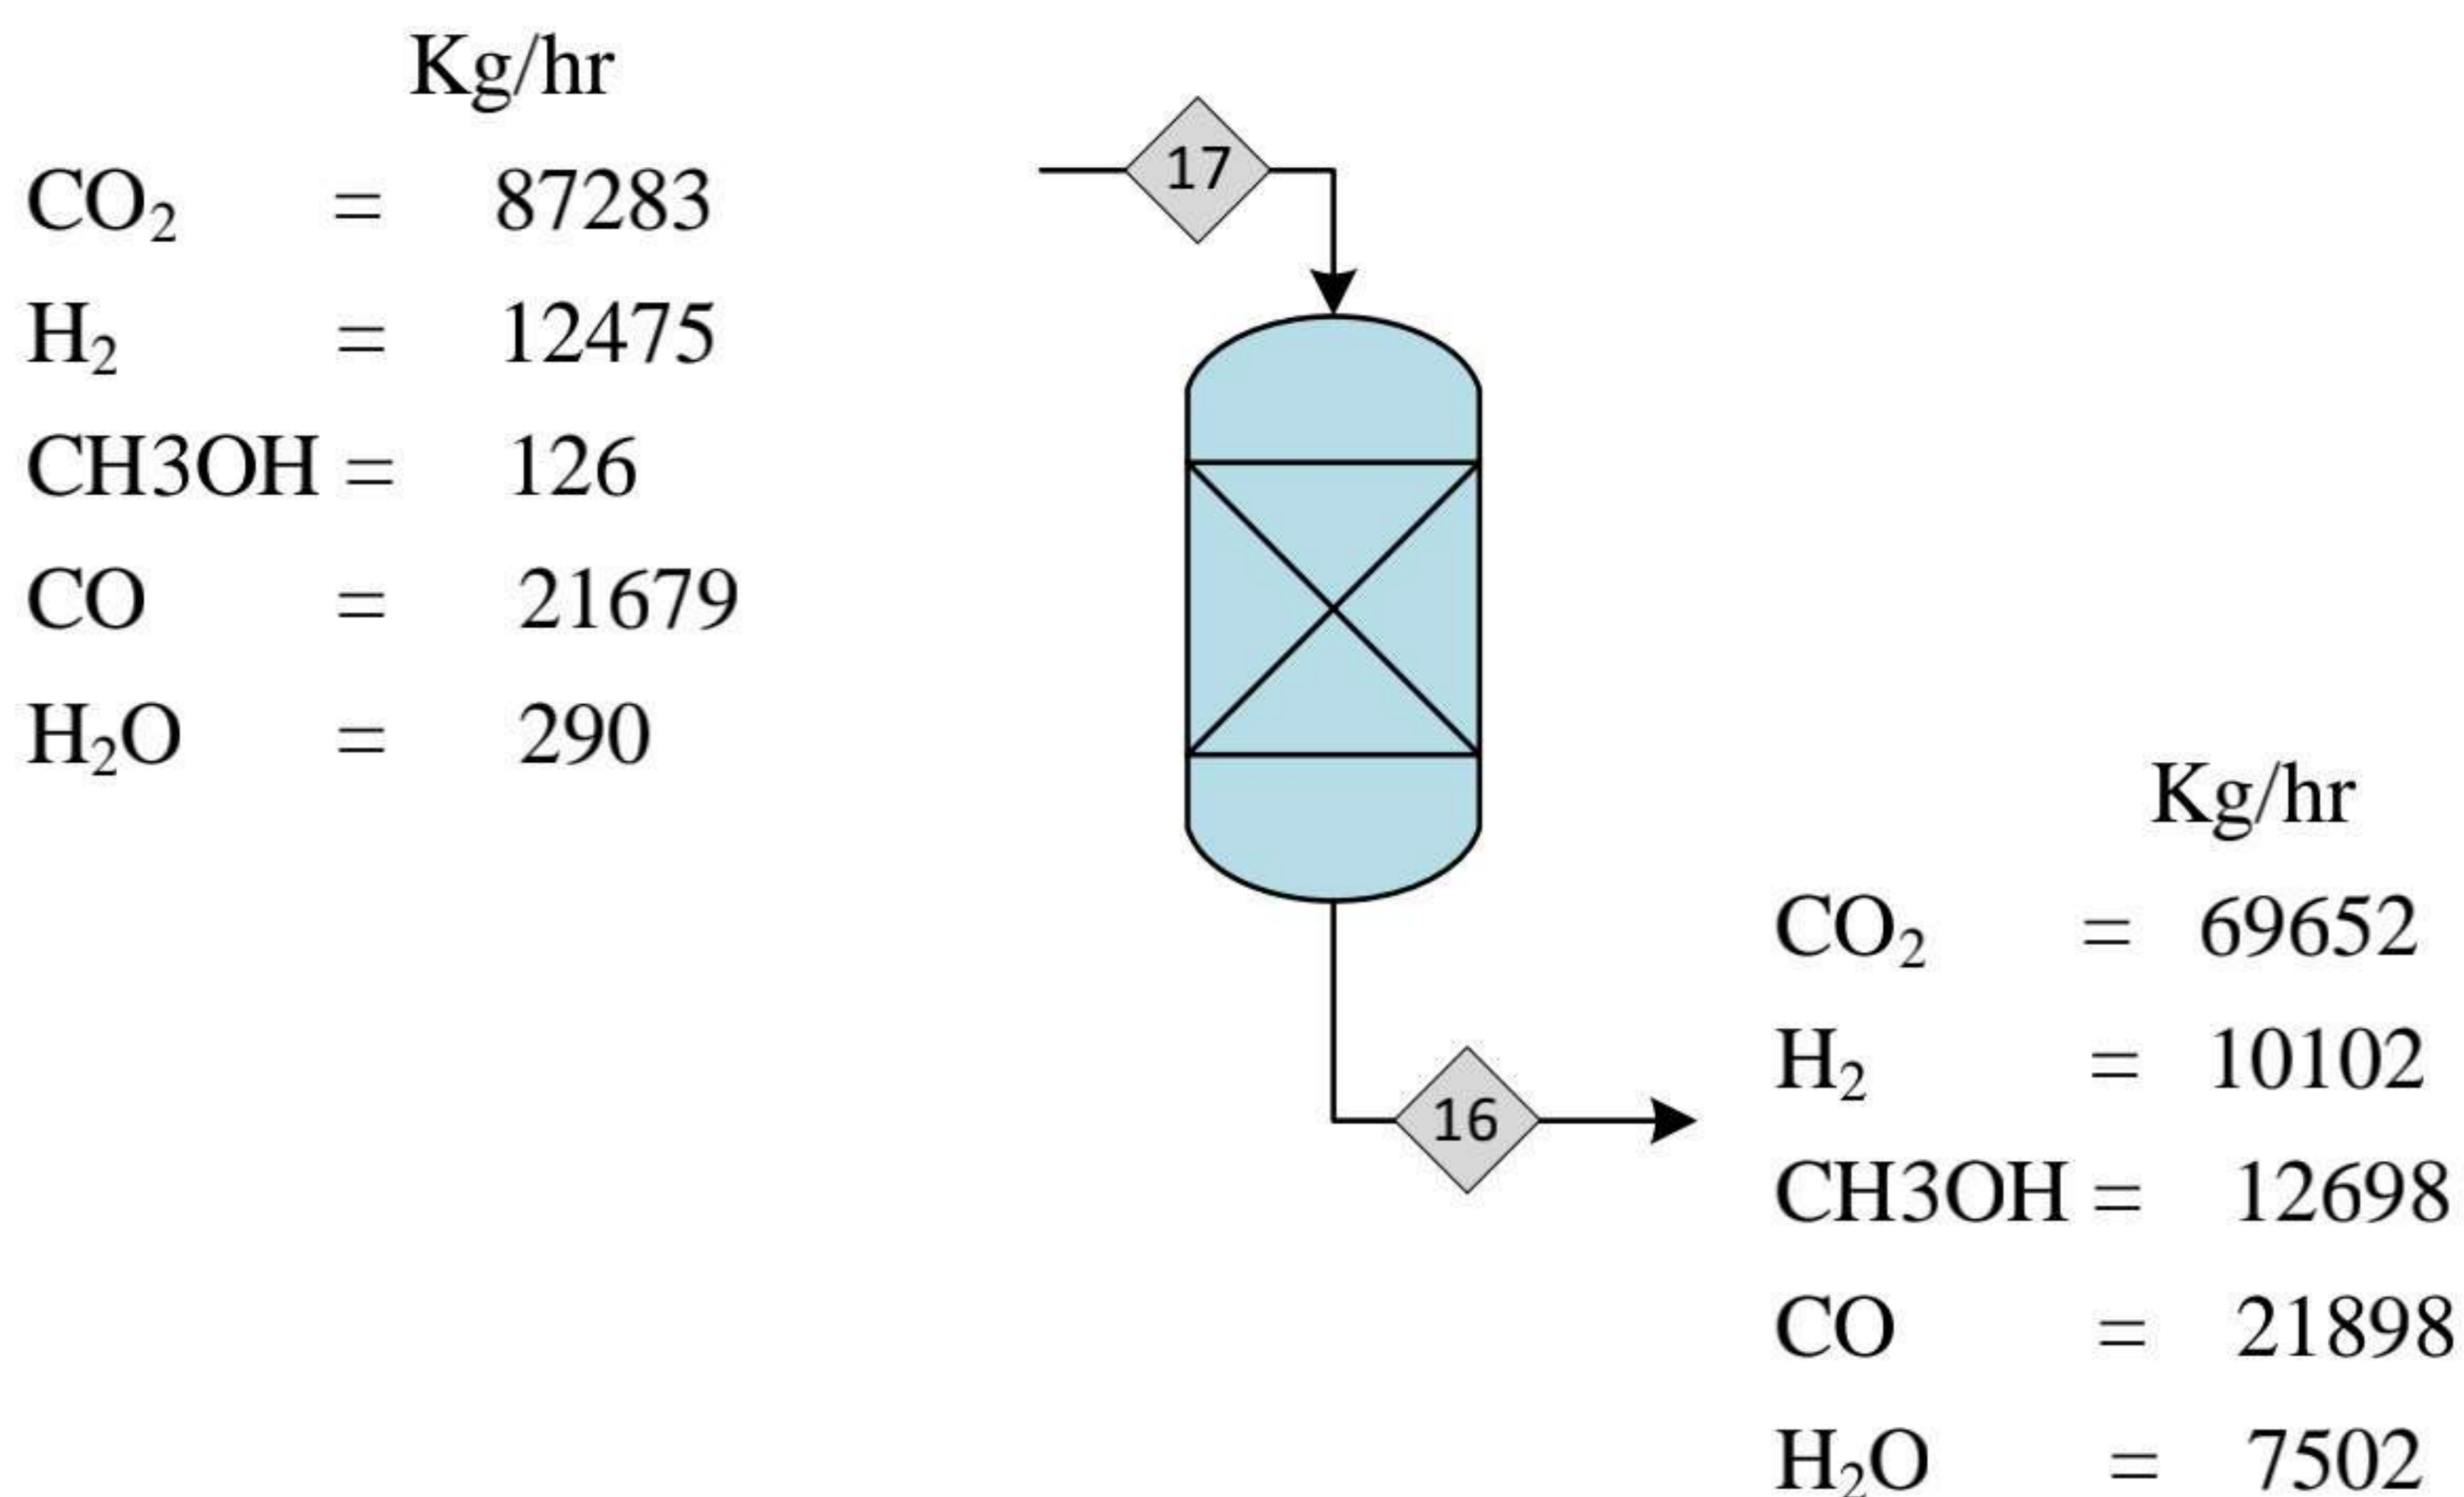 Kg/hr
CO₂ = 87283
H₂ = 12475
CH3OH = 126
CO = 21679
H₂O = 290
17
16
Kg/hr
CO₂ = 69652
H₂ = 10102
CH3OH = 12698
CO = 21898
H₂O = 7502